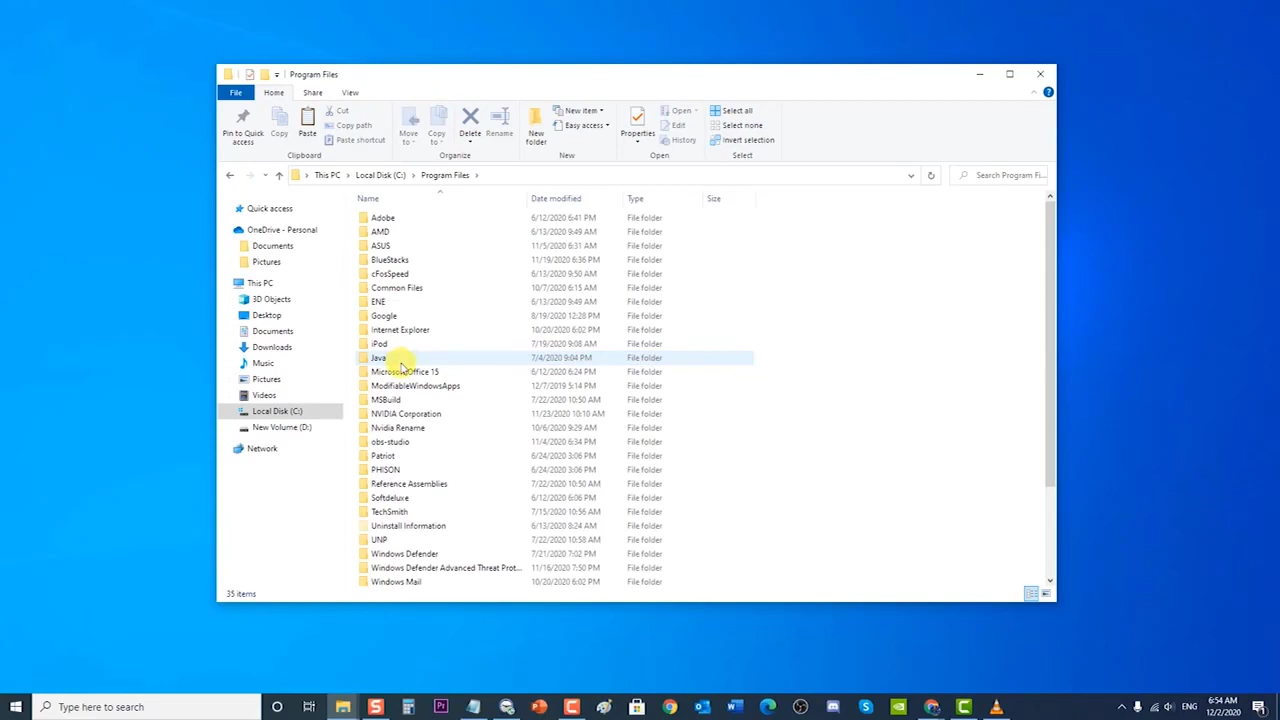 Program Files
File Home Share View
Pin to Quick access
Copy
Paste
Cut
Copy path
Paste shortcut
Clipboard
Move to
Copy to
Delete
Rename
Organize
New folder
New item
Easy access
New
Properties
Open
Edit
History
Open
Select all
Select none
Invert selection
Select
This PC > Local Disk (C:) > Program Files >
Search Program Fi...
Name Date modified Type Size
Quick access
OneDrive - Personal
Documents
Pictures
This PC
3D Objects
Desktop
Documents
Downloads
Music
Pictures
Videos
Local Disk (C:)
New Volume (D:)
Network
Adobe 6/12/2020 6:41 PM File folder
AMD 6/13/2020 9:49 AM File folder
ASUS 11/5/2020 6:31 AM File folder
BlueStacks 11/19/2020 6:36 PM File folder
cFosSpeed 6/13/2020 9:50 AM File folder
Common Files 10/7/2020 6:15 AM File folder
ENE 6/13/2020 9:49 AM File folder
Google 8/19/2020 12:28 PM File folder
Internet Explorer 10/20/2020 6:02 PM File folder
iPod 7/19/2020 9:08 AM File folder
Java 7/4/2020 9:04 PM File folder
Microsoft Office 15 6/12/2020 6:24 PM File folder
ModifiableWindowsApps 12/7/2019 5:14 PM File folder
MSBuild 7/22/2020 10:50 AM File folder
NVIDIA Corporation 11/23/2020 10:10 AM File folder
Nvidia Rename 10/6/2020 9:29 AM File folder
obs-studio 11/4/2020 6:34 PM File folder
Patriot 6/24/2020 3:06 PM File folder
PHISON 6/24/2020 3:06 PM File folder
Reference Assemblies 7/22/2020 10:50 AM File folder
Softdeluxe 6/12/2020 6:06 PM File folder
TechSmith 7/15/2020 10:56 AM File folder
Uninstall Information 6/13/2020 8:24 AM File folder
UNP 7/22/2020 10:58 AM File folder
Windows Defender 7/21/2020 7:02 PM File folder
Windows Defender Advanced Threat Prot... 11/16/2020 7:50 PM File folder
Windows Mail 10/20/2020 6:02 PM File folder
35 items
Type here to search
Pr
ENG
6:54 AM
12/2/2020